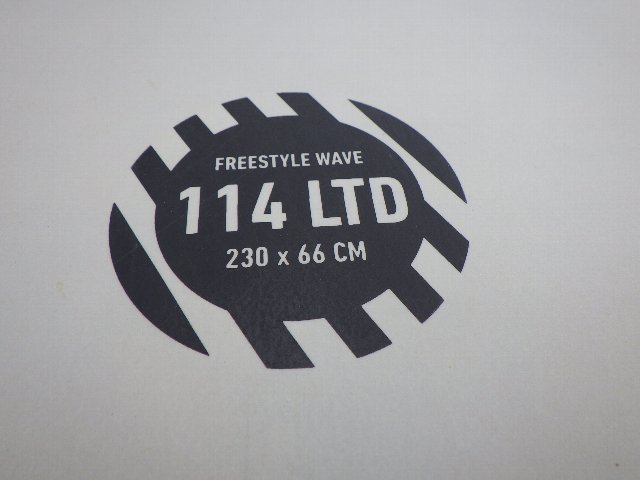 FREESTYLE WAVE
114 LTD
230 x 66 CM